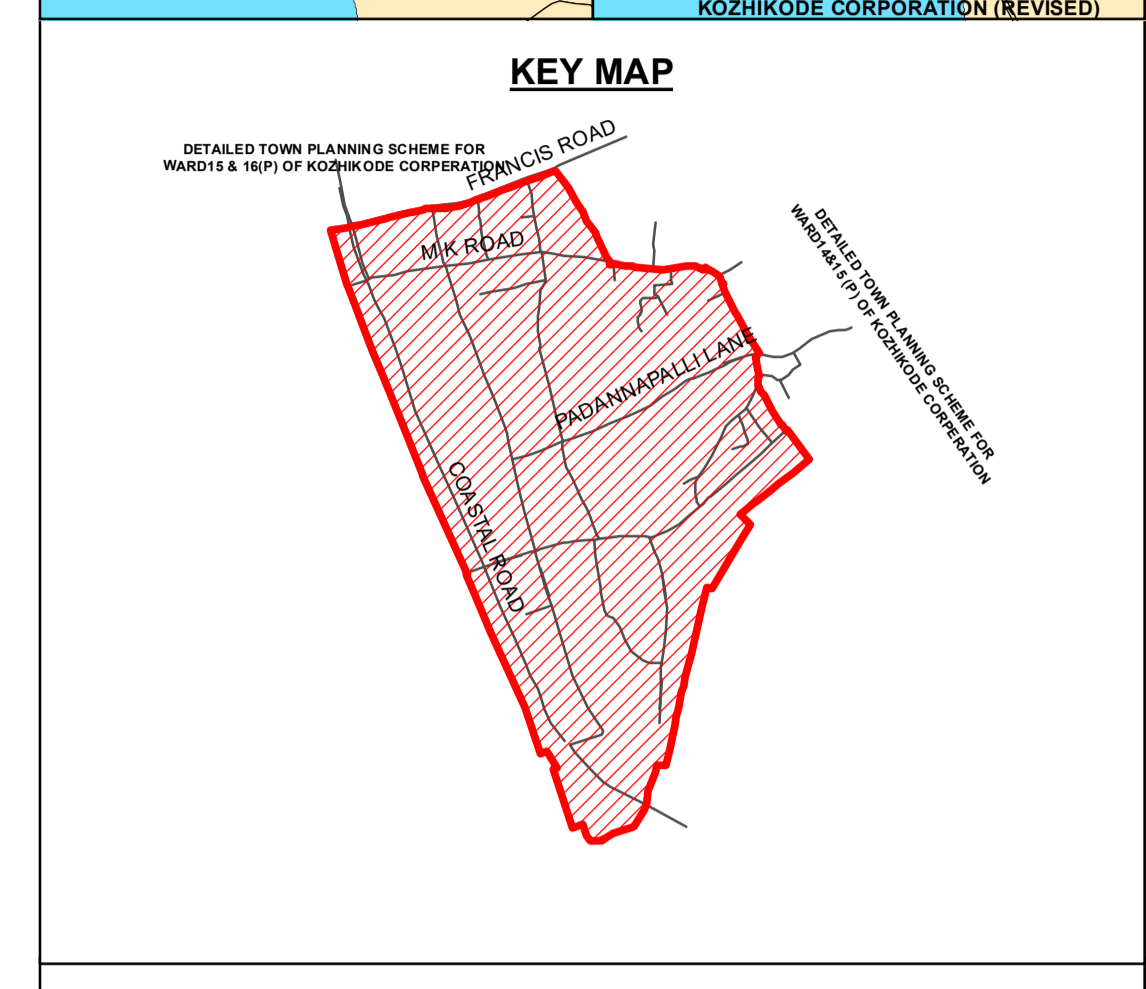 KOZHIKODE CORPORATION (REVISED)
KEY MAP
DETAILED TOWN PLANNING SCHEME FOR
WARD15 & 16(P) OF KOZHIKODE CORPERATION
FRANCIS ROAD
M K ROAD
DETAILED TOWN PLANNING SCHEME FOR
WARD14&15 (P) OF KOZHIKODE CORPERATION
PADANNAPALLI LANE
COASTAL ROAD